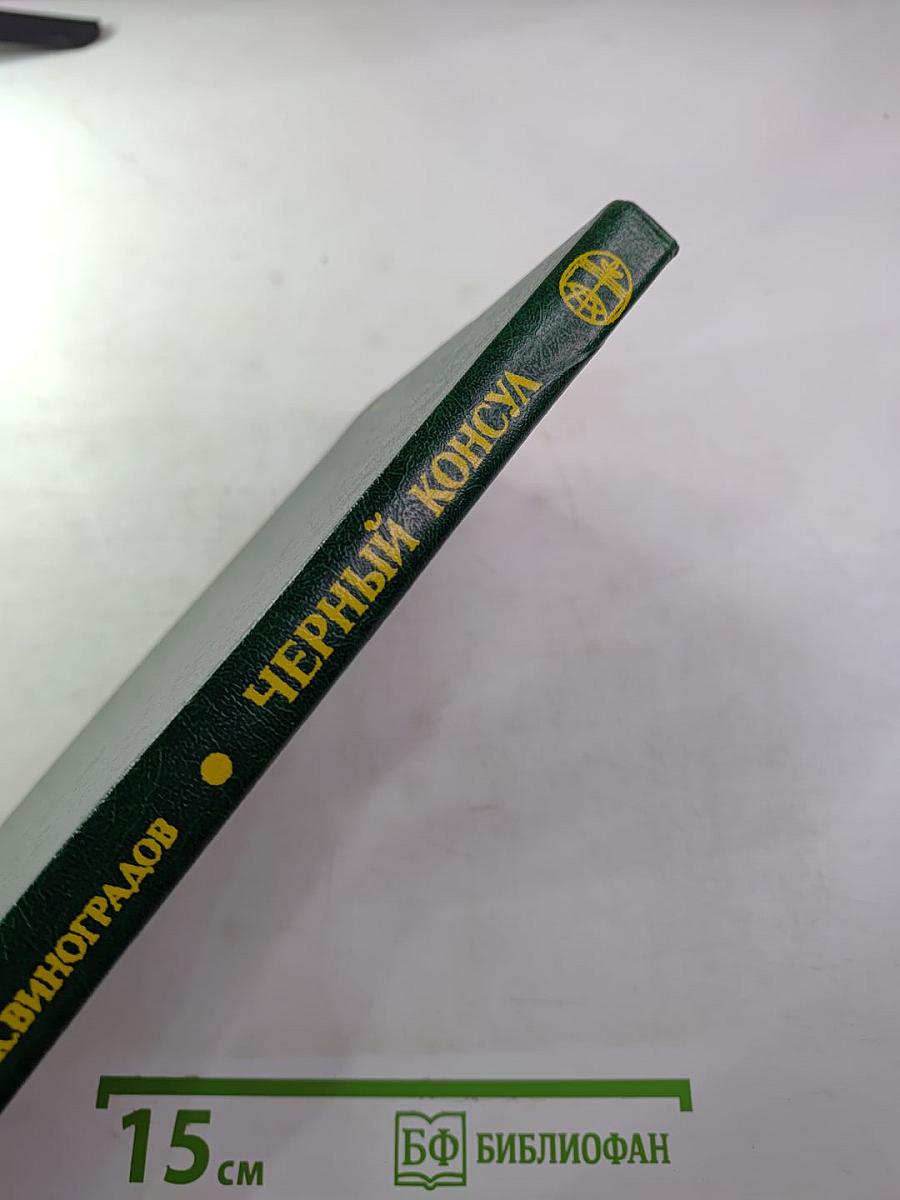 К.ВИНОГРАДОВ • ЧЕРНЫЙ КОНСУЛ
15 СМ
БФ БИБЛИОФАН